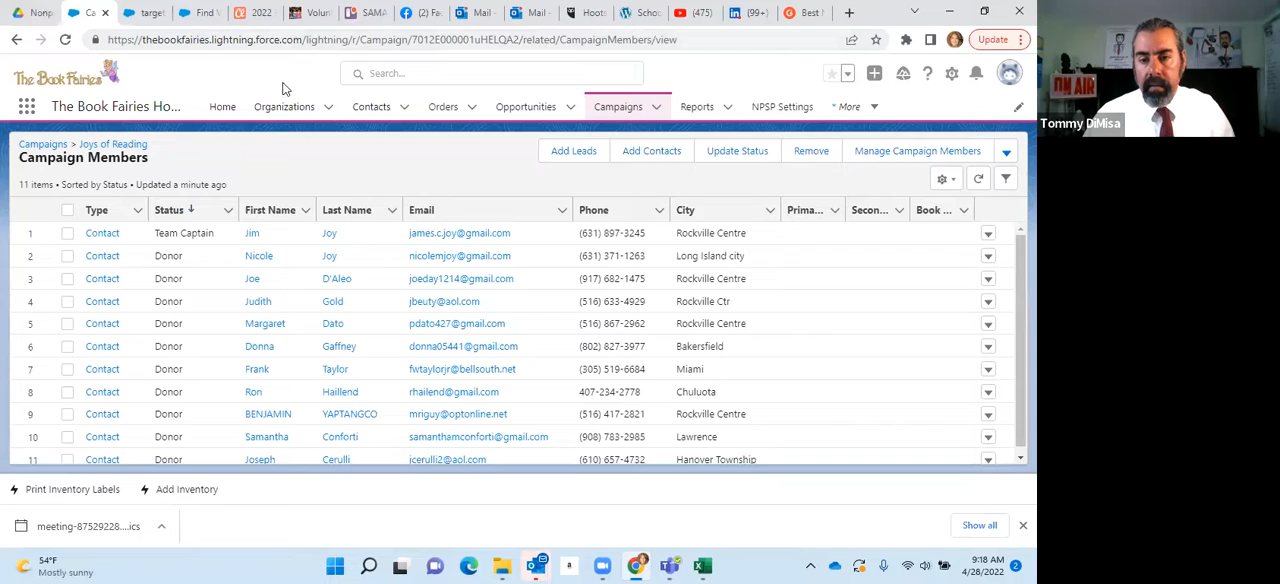 Nonp Ca target Find V 2022 Volunt SAMA (2) Fac Mail - Mail - Hoots Schoo (475) (99+) Best N
https://thebookfairies.lightning.force.com/lightning/r/Campaign/7012E000001uHELQA2/related/CampaignMembers/view Update
The Book Fairies Search...
The Book Fairies Ho... Home Organizations Contacts Orders Opportunities Campaigns Reports NPSP Settings * More
Campaigns > Joys of Reading
Campaign Members
Add Leads Add Contacts Update Status Remove Manage Campaign Members
11 items • Sorted by Status • Updated a minute ago
Type Status First Name Last Name Email Phone City Prima... Secon... Book ...
1 Contact Team Captain Jim Joy james.c.joy@gmail.com (631) 897-3245 Rockville Centre
2 Contact Donor Nicole Joy nicolemjoy@gmail.com (631) 371-1263 Long Island city
3 Contact Donor Joe D'Aleo joeday1214@gmail.com (917) 682-1475 Rockville Centre
4 Contact Donor Judith Gold jbeuty@aol.com (516) 633-4929 Rockville Ctr
5 Contact Donor Margaret Dato pdato427@gmail.com (516) 867-2962 Rockville Centre
6 Contact Donor Donna Gaffney donna05441@gmail.com (802) 827-3977 Bakersfield
7 Contact Donor Frank Taylor fwtaylorjr@bellsouth.net (305) 519-6684 Miami
8 Contact Donor Ron Haillend rhailend@gmail.com 407-234-2778 Chuluota
9 Contact Donor BENJAMIN YAPTANGCO mriguy@optonline.net (516) 417-2821 Rockville Centre
10 Contact Donor Samantha Conforti samanthamconforti@gmail.com (908) 783-2985 Lawrence
11 Contact Donor Joseph Cerulli jcerulli2@aol.com (610) 657-4732 Hanover Township
Print Inventory Labels Add Inventory
meeting-87529228....ics Show all
54°F
Mostly sunny
9:18 AM
4/28/2022 2
ON AIR
Tommy DiMisa